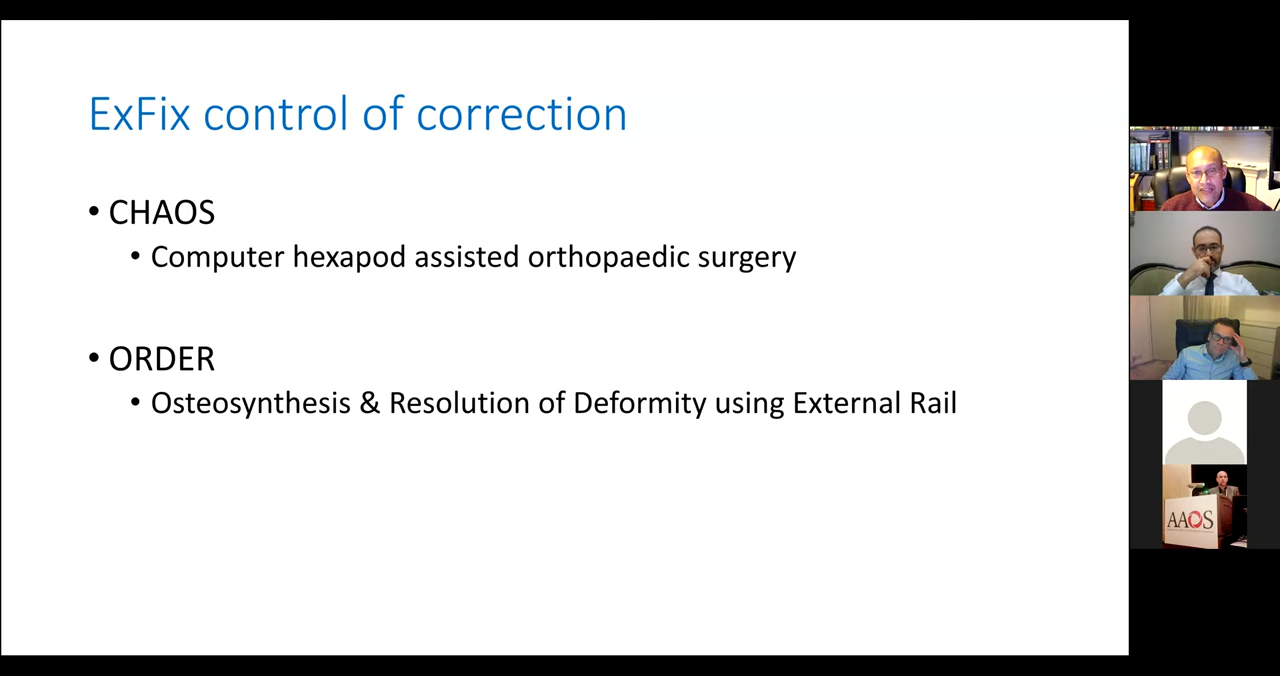 ExFix control of correction
• CHAOS
• Computer hexapod assisted orthopaedic surgery
• ORDER
• Osteosynthesis & Resolution of Deformity using External Rail
AAOS